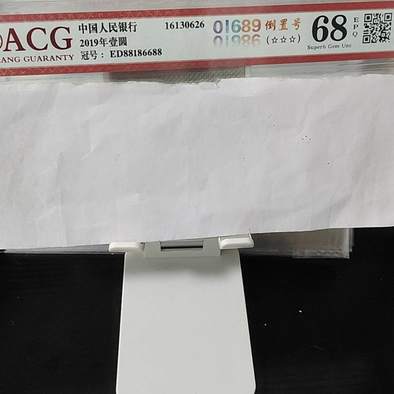 ACG
RANG GUARANTY
中国人民银行 16130626
2019年壹圆
冠号: ED88186688
01689 倒置号
01986 (☆☆☆)
68 EPQ
Superb Gem Unc